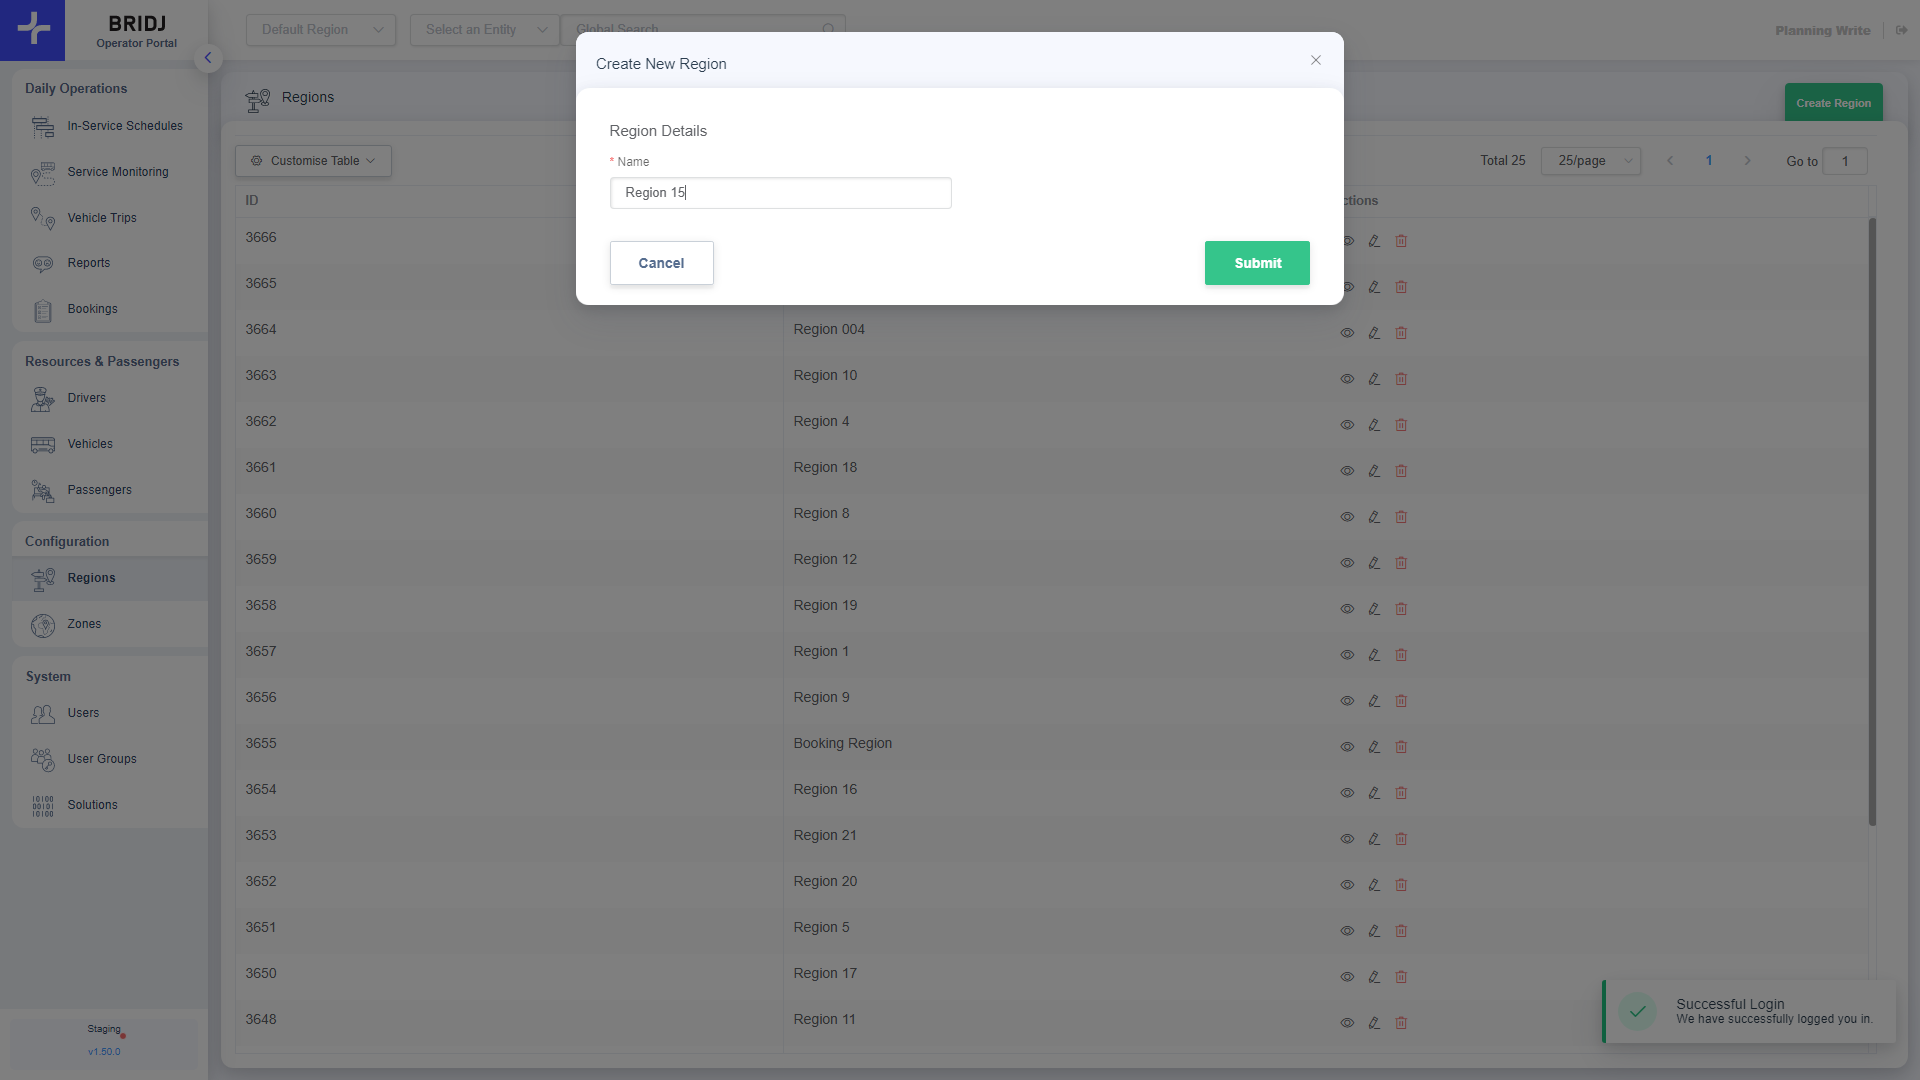 BRIDJ
Operator Portal
Default Region
Select an Entity
Global Search
Planning Write
Daily Operations
In-Service Schedules
Service Monitoring
Vehicle Trips
Reports
Bookings
Resources & Passengers
Drivers
Vehicles
Passengers
Configuration
Regions
Zones
System
Users
User Groups
Solutions
Staging
v1.50.0
Regions
Create Region
Customise Table
Total 25
25/page
1
Go to
1
Create New Region
Region Details
* Name
Region 15
Cancel
Submit
ID
ctions
3666
3665
3664 Region 004
3663 Region 10
3662 Region 4
3661 Region 18
3660 Region 8
3659 Region 12
3658 Region 19
3657 Region 1
3656 Region 9
3655 Booking Region
3654 Region 16
3653 Region 21
3652 Region 20
3651 Region 5
3650 Region 17
3648 Region 11
Successful Login
We have successfully logged you in.